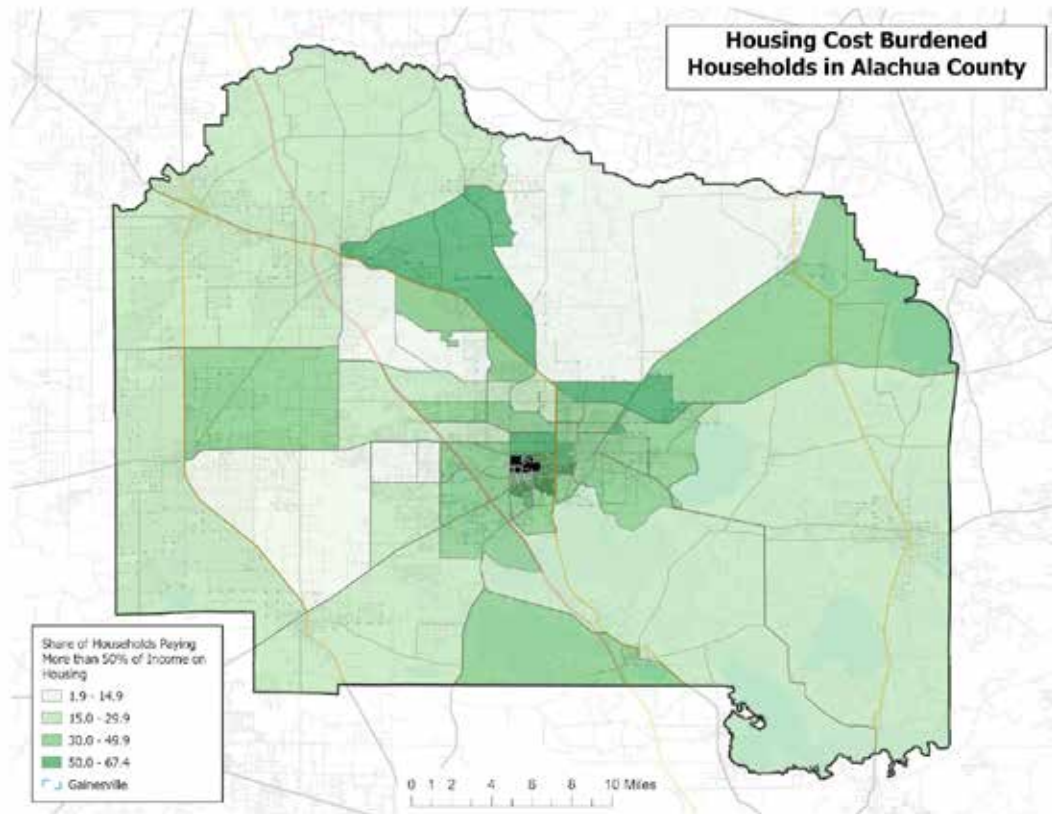 Housing Cost Burdened
Households in Alachua County
Share of Households Paying
More than 50% of Income on
Housing
1.9 - 14.9
15.0 - 29.9
30.0 - 49.9
50.0 - 67.4
Gainesville
0 1 2 4 6 8 10 Miles